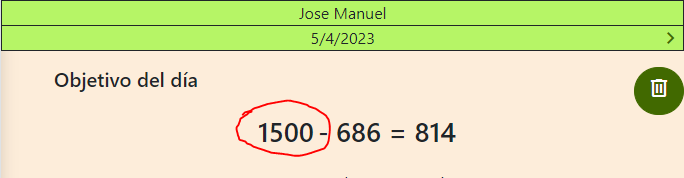 Jose Manuel
5/4/2023
Objetivo del día
1500 - 686 = 814